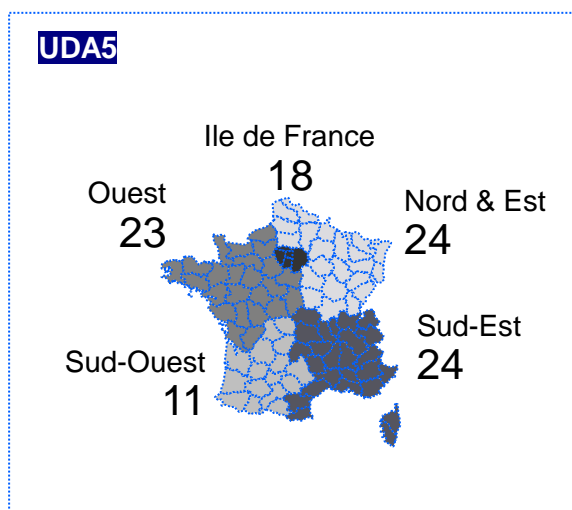 UDA5
Ile de France
18
Ouest
23
Nord & Est
24
Sud-Est
24
Sud-Ouest
11